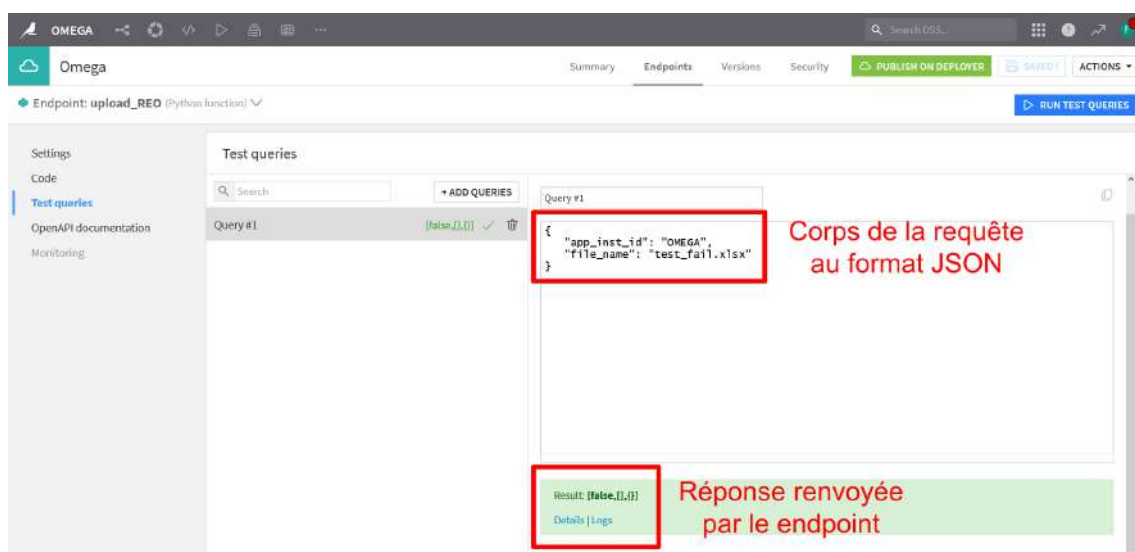 OMEGA
Search DSS...
Omega
Summary Endpoints Versions Security PUBLISH ON DEPLOYER SAVED ! ACTIONS
Endpoint: upload_REO (Python function)
RUN TEST QUERIES
Settings
Code
Test queries
OpenAPI documentation
Monitoring
Test queries
Search
+ ADD QUERIES
Query #1
[false,[],{}]
Query #1
{
"app_inst_id": "OMEGA",
"file_name": "test_fail.xlsx"
}
Corps de la requête
au format JSON
Result: [false,[],{}]
Details | Logs
Réponse renvoyée
par le endpoint